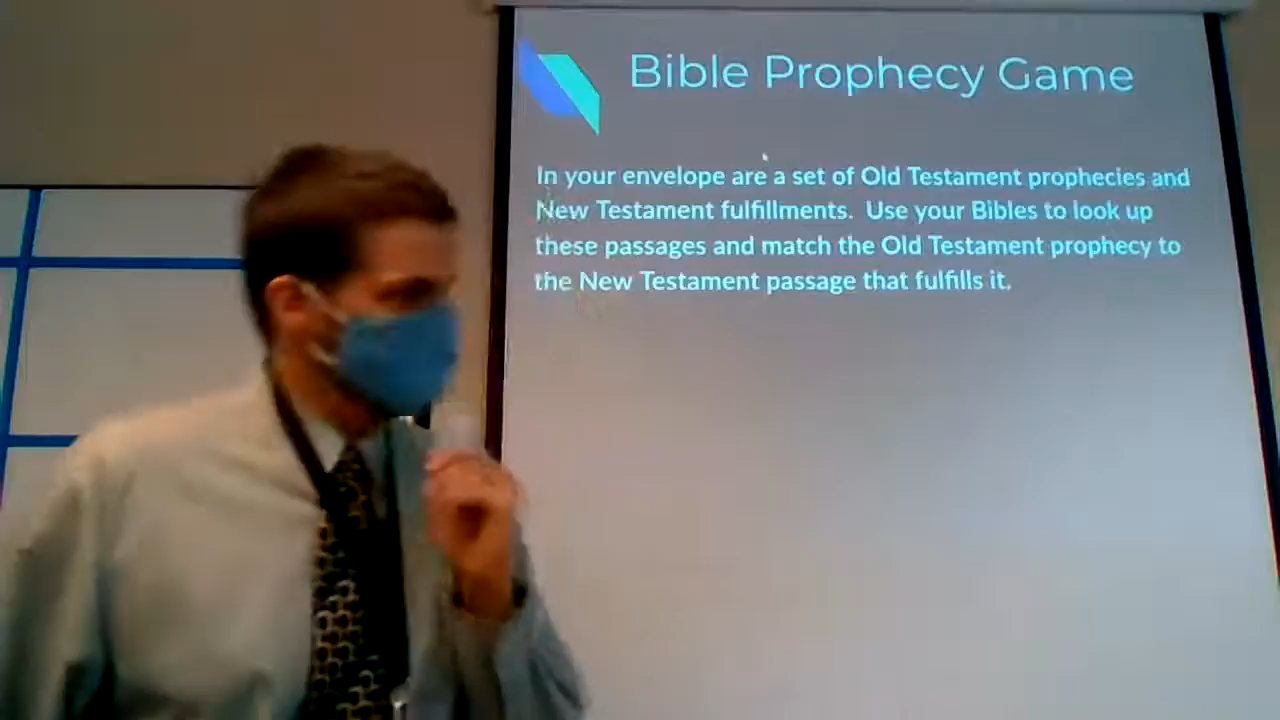 Bible Prophecy Game
In your envelope are a set of Old Testament prophecies and
New Testament fulfillments.  Use your Bibles to look up
these passages and match the Old Testament prophecy to
the New Testament passage that fulfills it.